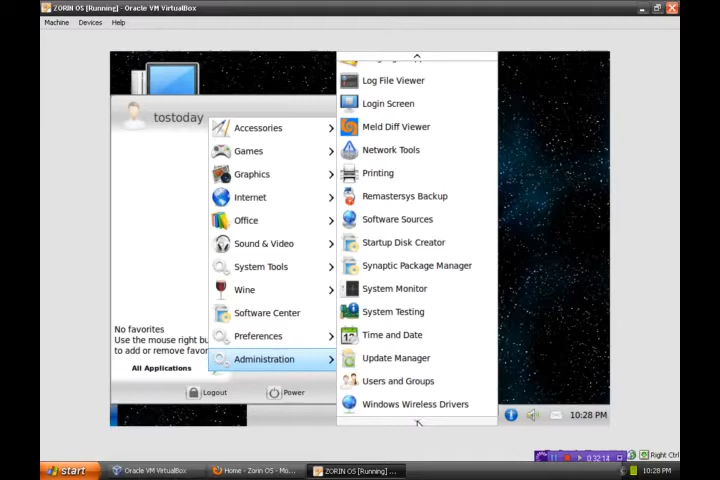 ZORIN OS [Running] - Oracle VM VirtualBox
Machine Devices Help
tostoday
Accessories
Games
Graphics
Internet
Office
Sound & Video
System Tools
Wine
Software Center
Preferences
Administration
Log File Viewer
Login Screen
Meld Diff Viewer
Network Tools
Printing
Remastersys Backup
Software Sources
Startup Disk Creator
Synaptic Package Manager
System Monitor
System Testing
Time and Date
Update Manager
Users and Groups
Windows Wireless Drivers
No favorites
Use the mouse right bu
to add or remove favor
All Applications
Logout Power
10:28 PM
0:32:14
Right Ctrl
start
Oracle VM VirtualBox
Home - Zorin OS - Mo...
ZORIN OS [Running] ...
10:28 PM